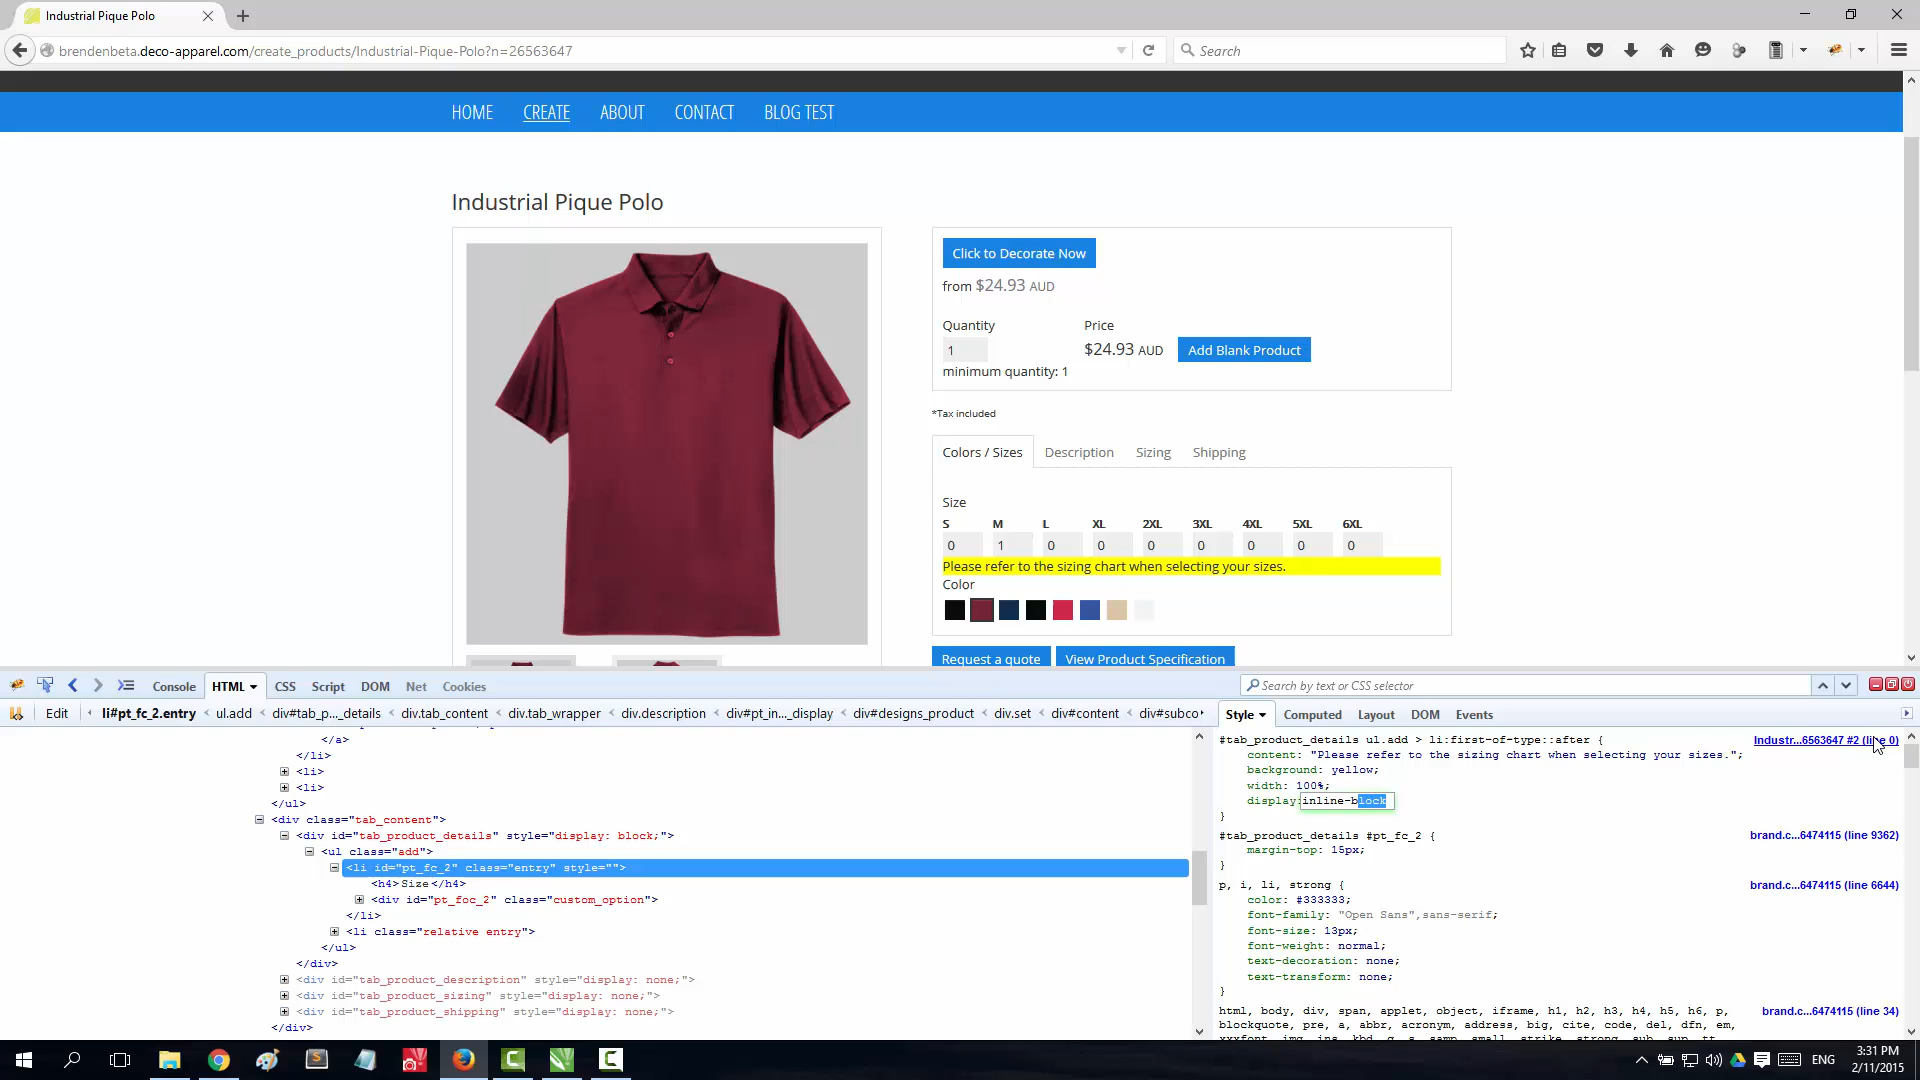 Industrial Pique Polo
brendenbeta.deco-apparel.com/create_products/Industrial-Pique-Polo?n=26563647
Search
HOME CREATE ABOUT CONTACT BLOG TEST
Industrial Pique Polo
Click to Decorate Now
from $24.93 AUD
Quantity Price
1 $24.93 AUD Add Blank Product
minimum quantity: 1
*Tax included
Colors / Sizes Description Sizing Shipping
Size
S M L XL 2XL 3XL 4XL 5XL 6XL
0 1 0 0 0 0 0 0 0
Please refer to the sizing chart when selecting your sizes.
Color
Request a quote View Product Specification
Console HTML CSS Script DOM Net Cookies
Search by text or CSS selector
Edit li#pt_fc_2.entry < ul.add < div#tab_p..._details < div.tab_content < div.tab_wrapper < div.description < div#pt_in..._display < div#designs_product < div.set < div#content < div#subco
Style Computed Layout DOM Events
</a>
</li>
<li>
<li>
</ul>
<div class="tab_content">
<div id="tab_product_details" style="display: block;">
<ul class="add">
<li id="pt_fc_2" class="entry" style="">
<h4>Size</h4>
<div id="pt_foc_2" class="custom_option">
</li>
<li class="relative entry">
</ul>
</div>
<div id="tab_product_description" style="display: none;">
<div id="tab_product_sizing" style="display: none;">
<div id="tab_product_shipping" style="display: none;">
</div>
#tab_product_details ul.add > li:first-of-type::after { Industr...6563647 #2 (line 0)
content: "Please refer to the sizing chart when selecting your sizes.";
background: yellow;
width: 100%;
display: inline-block
}
#tab_product_details #pt_fc_2 { brand.c...6474115 (line 9362)
margin-top: 15px;
}
p, i, li, strong { brand.c...6474115 (line 6644)
color: #333333;
font-family: "Open Sans",sans-serif;
font-size: 13px;
font-weight: normal;
text-decoration: none;
text-transform: none;
}
html, body, div, span, applet, object, iframe, h1, h2, h3, h4, h5, h6, p, brand.c...6474115 (line 34)
blockquote, pre, a, abbr, acronym, address, big, cite, code, del, dfn, em,
ENG
3:31 PM
2/11/2015